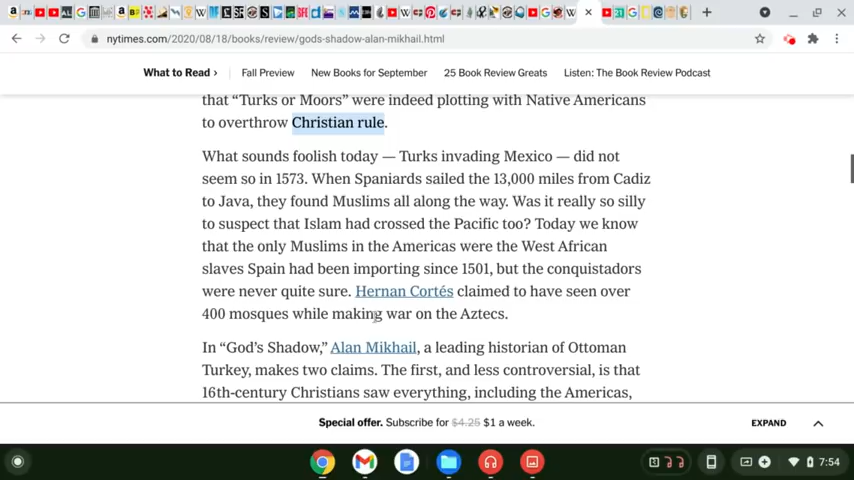 nytimes.com/2020/08/18/books/review/gods-shadow-alan-mikhail.html
What to Read › Fall Preview New Books for September 25 Book Review Greats Listen: The Book Review Podcast
that “Turks or Moors” were indeed plotting with Native Americans
to overthrow Christian rule.
What sounds foolish today — Turks invading Mexico — did not
seem so in 1573. When Spaniards sailed the 13,000 miles from Cadiz
to Java, they found Muslims all along the way. Was it really so silly
to suspect that Islam had crossed the Pacific too? Today we know
that the only Muslims in the Americas were the West African
slaves Spain had been importing since 1501, but the conquistadors
were never quite sure. Hernan Cortés claimed to have seen over
400 mosques while making war on the Aztecs.
In “God’s Shadow,” Alan Mikhail, a leading historian of Ottoman
Turkey, makes two claims. The first, and less controversial, is that
16th-century Christians saw everything, including the Americas,
Special offer. Subscribe for $4.25 $1 a week.
EXPAND
7:54